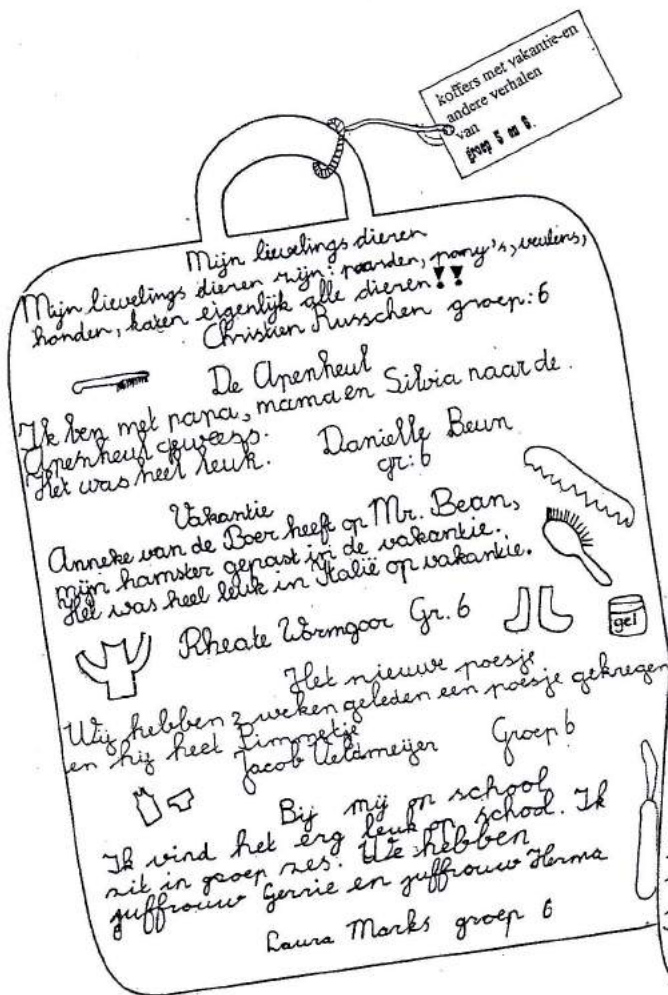 koffers met vakantie-en
andere verhalen
van
groep 5 en 6.
Mijn lievelings dieren
Mijn lievelings dieren zijn: paarden, pony's, veulens,
honden, katen eigenlijk alle dieren!!
Christien Russchen groep: 6
De Apenheul
Ik ben met papa, mama en Silvia naar de
Apenheul gewees.
Het was heel leuk. Danielle Beun
gr: 6
Vakantie
Anneke van de Boer heeft op Mr. Bean,
mijn hamster gepast in de vakantie.
Het was heel leuk in Italië op vakantie.
Rheate Wormgoor Gr. 6
gel
Het nieuwe poesje
Wij hebben 2 weken geleden een poesje gekregen
en hij heet Pimmetje
Jacob Veldmeijer Groep 6
Bij mij op school
Ik vind het erg leuk op school. Ik
zit in groep zes. We hebben
juffrouw Gerrie en juffrouw Herma
Laura Marks groep 6